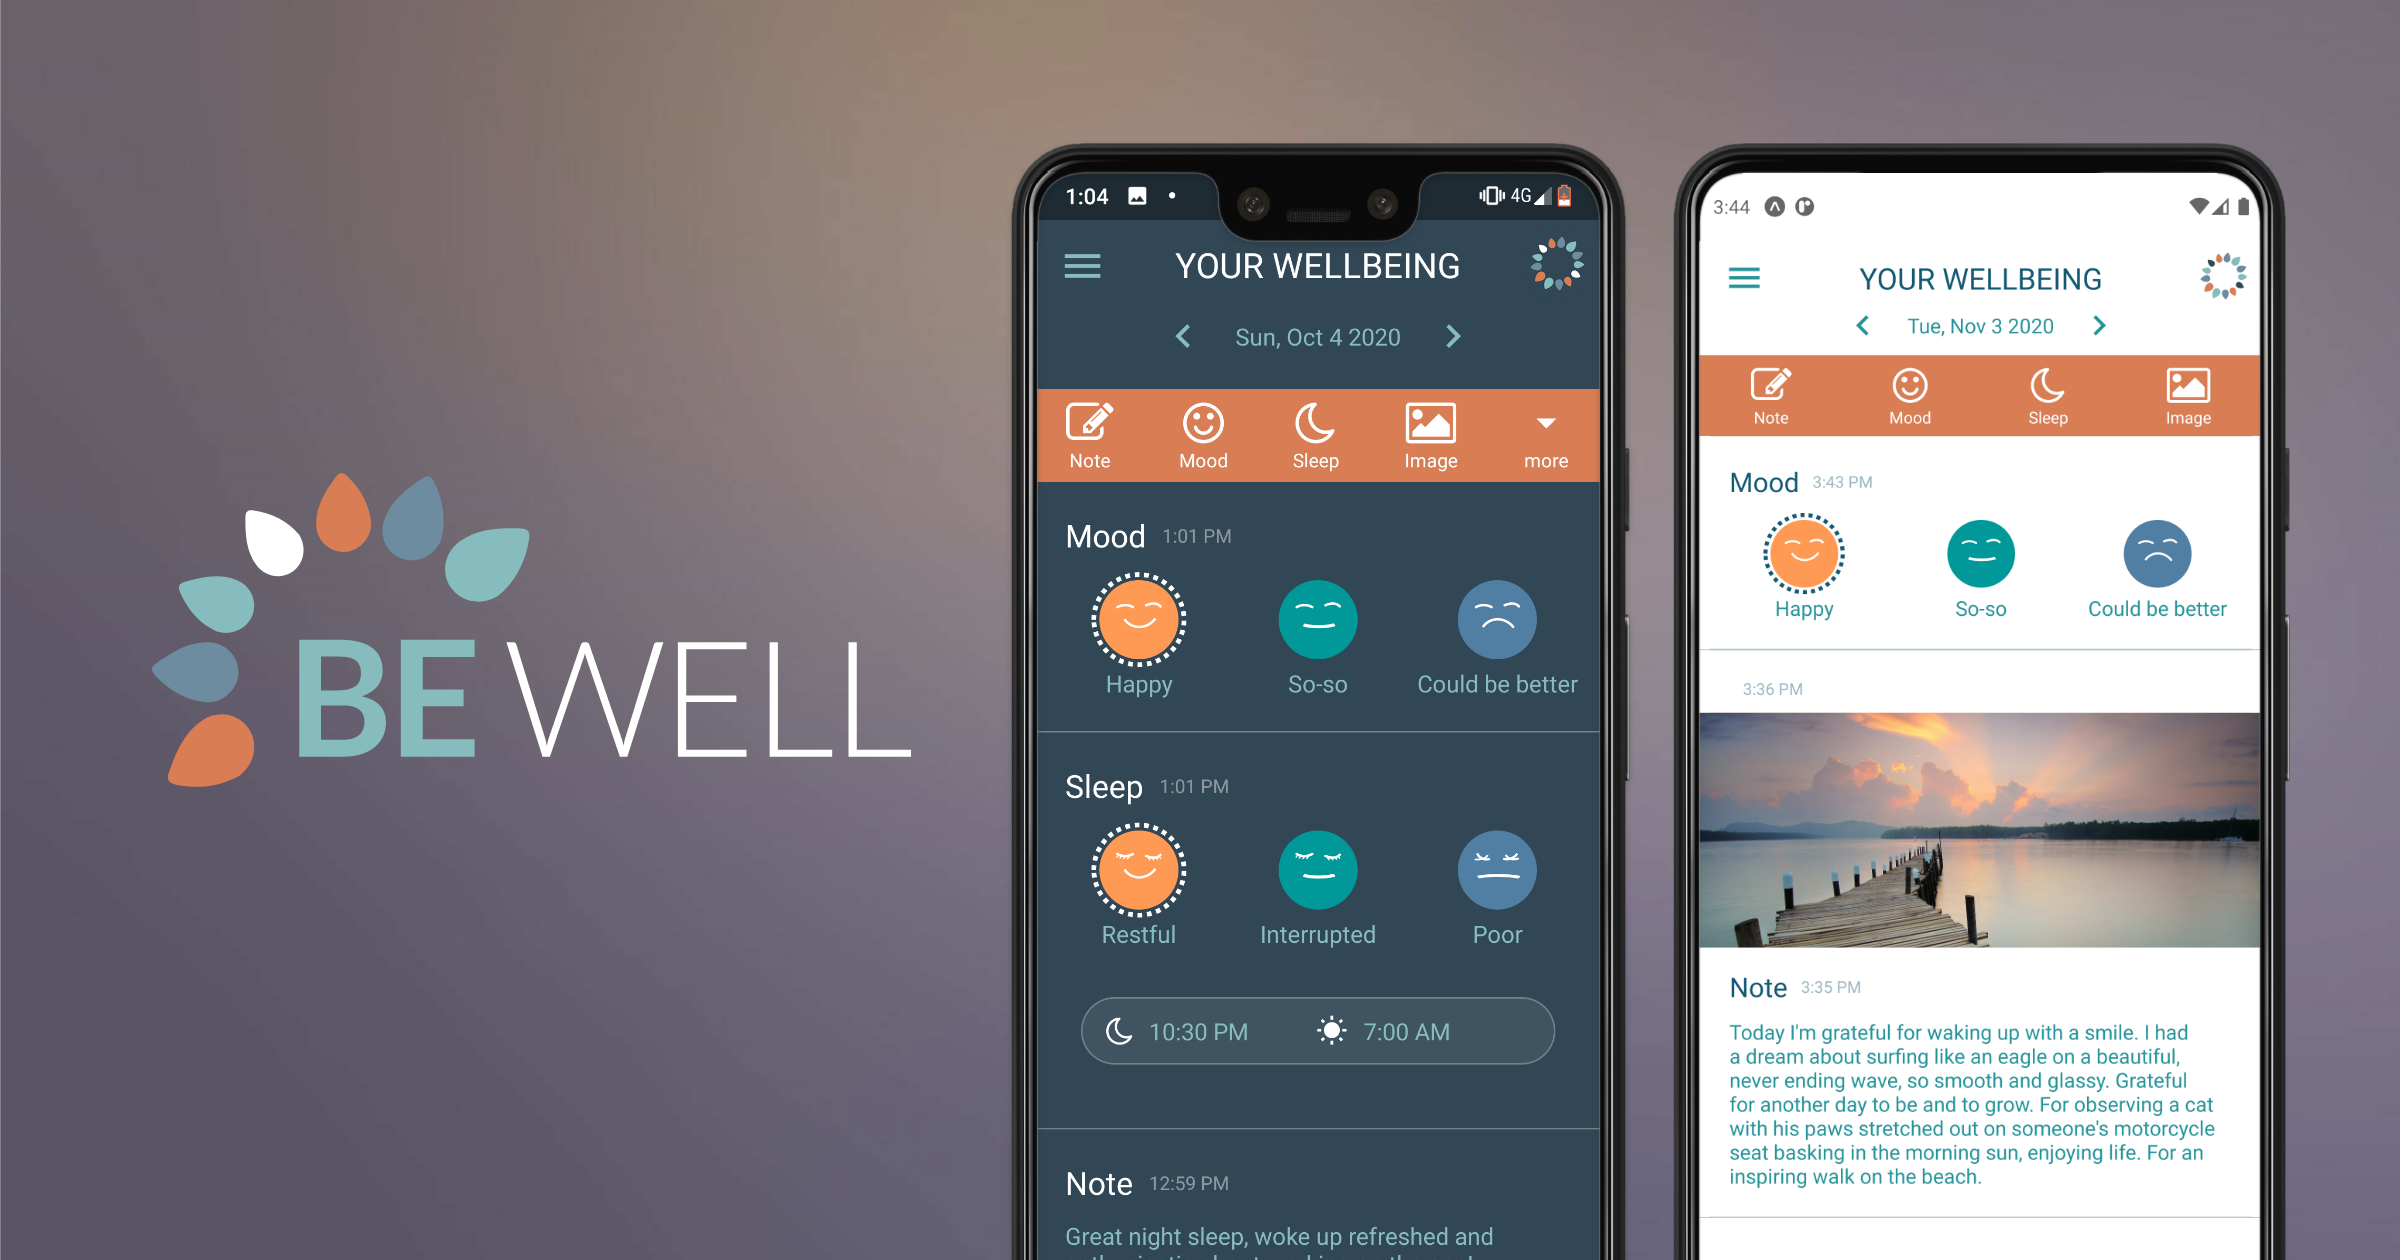 BE WELL
1:04
4G
YOUR WELLBEING
Sun, Oct 4 2020
Note Mood Sleep Image more
Mood 1:01 PM
Happy So-so Could be better
Sleep 1:01 PM
Restful Interrupted Poor
10:30 PM 7:00 AM
Note 12:59 PM
Great night sleep, woke up refreshed and
3:44
YOUR WELLBEING
Tue, Nov 3 2020
Note Mood Sleep Image
Mood 3:43 PM
Happy So-so Could be better
3:36 PM
Note 3:35 PM
Today I'm grateful for waking up with a smile. I had
a dream about surfing like an eagle on a beautiful,
never ending wave, so smooth and glassy. Grateful
for another day to be and to grow. For observing a cat
with his paws stretched out on someone's motorcycle
seat basking in the morning sun, enjoying life. For an
inspiring walk on the beach.